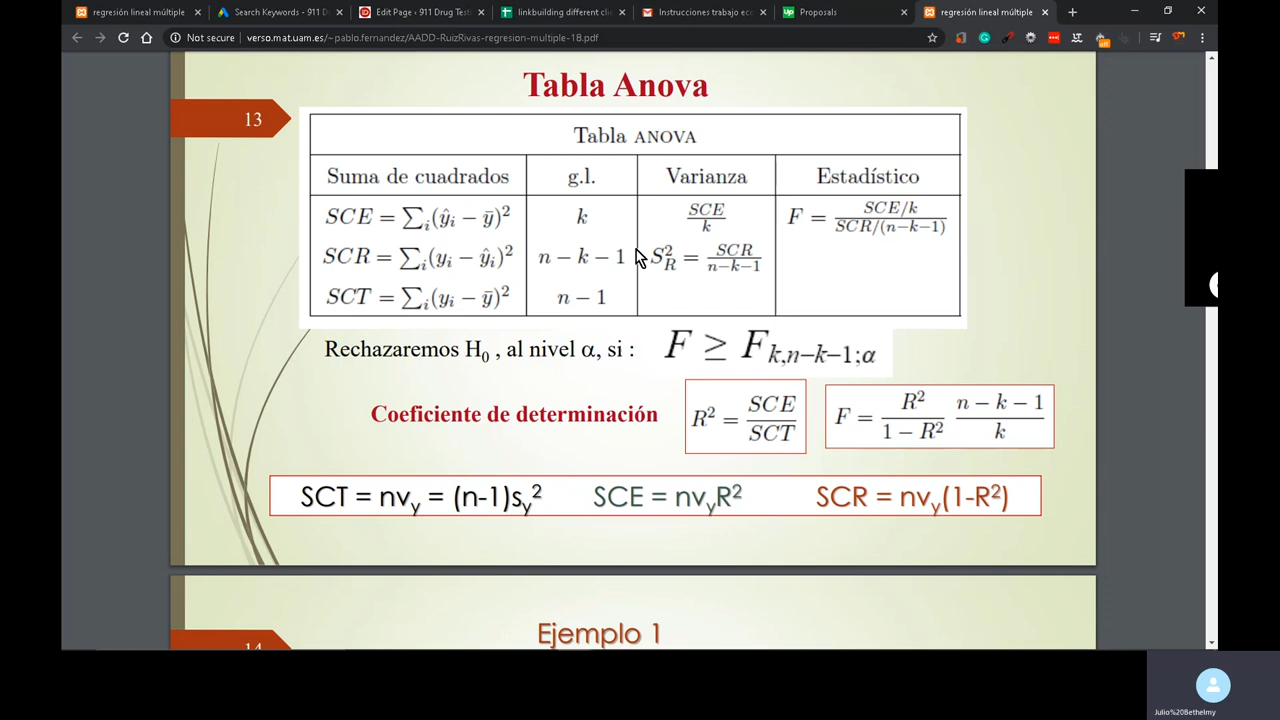 regresión lineal múltiple
Search Keywords - 911 D
Edit Page ‹ 911 Drug Test
linkbuilding different cli
Instrucciones trabajo eco
Proposals
regresión lineal múltiple
Not secure | verso.mat.uam.es/~pablo.fernandez/AADD-RuizRivas-regresion-multiple-18.pdf
Tabla Anova
13
Tabla ANOVA
Suma de cuadrados g.l. Varianza Estadístico
SCE = ∑ᵢ(ŷᵢ − ȳ)² k SCE/k F = (SCE/k)/(SCR/(n−k−1))
SCR = ∑ᵢ(yᵢ − ŷᵢ)² n − k − 1 S²_R = SCR/(n−k−1)
SCT = ∑ᵢ(yᵢ − ȳ)² n − 1
Rechazaremos H₀ , al nivel α, si : F ≥ F_{k,n−k−1;α}
Coeficiente de determinación R² = SCE/SCT F = R²/(1 − R²) (n − k − 1)/k
SCT = nv_y = (n-1)s_y² SCE = nv_yR² SCR = nv_y(1-R²)
Ejemplo 1
14
Julio%20Bethelmy